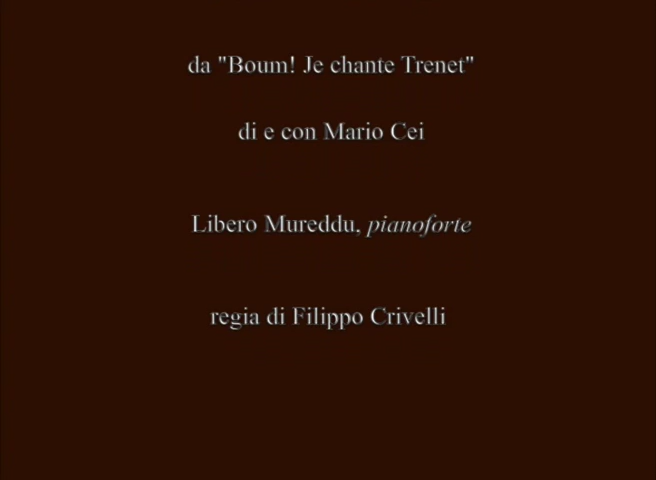 da "Boum! Je chante Trenet"
di e con Mario Cei
Libero Mureddu, pianoforte
regia di Filippo Crivelli